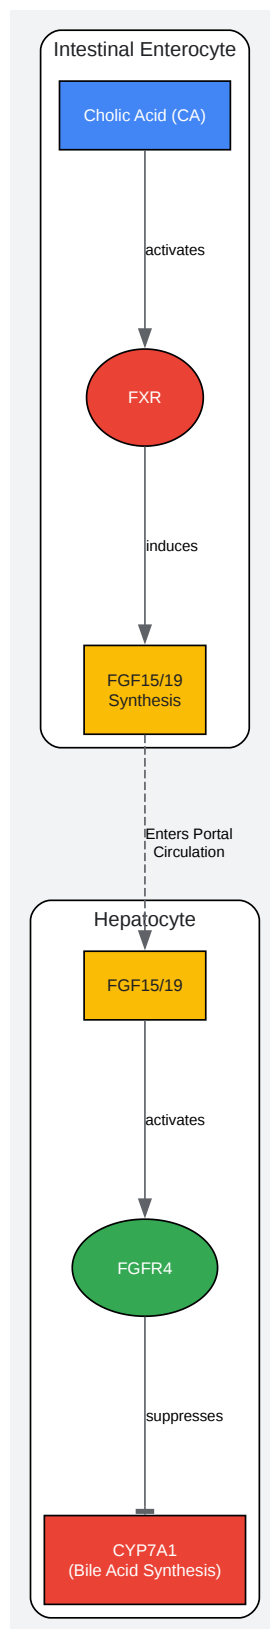 Intestinal Enterocyte
Cholic Acid (CA)
activates
FXR
induces
FGF15/19
Synthesis
Enters Portal
Circulation
Hepatocyte
FGF15/19
activates
FGFR4
suppresses
CYP7A1
(Bile Acid Synthesis)